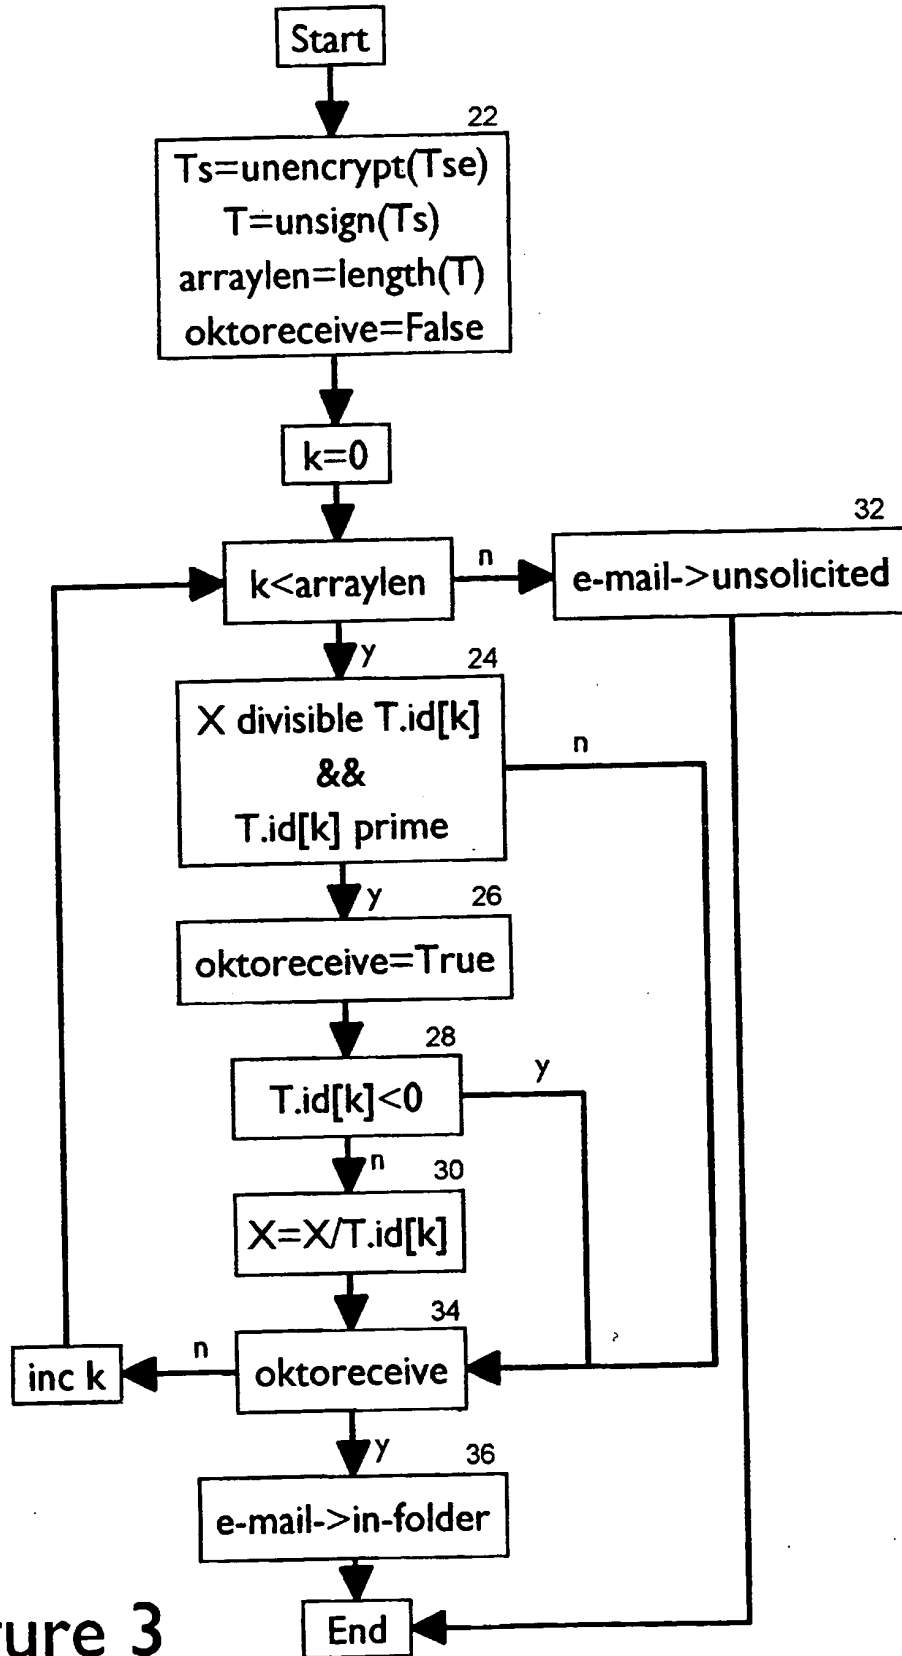 Start
22
Ts=unencrypt(Tse)
T=unsign(Ts)
arraylen=length(T)
oktoreceive=False
k=0
32
k<arraylen
n
e-mail->unsolicited
y
24
X divisible T.id[k]
&&
T.id[k] prime
n
y
26
oktoreceive=True
28
T.id[k]<0
y
n
30
X=X/T.id[k]
34
oktoreceive
n
inc k
y
36
e-mail->in-folder
End
3